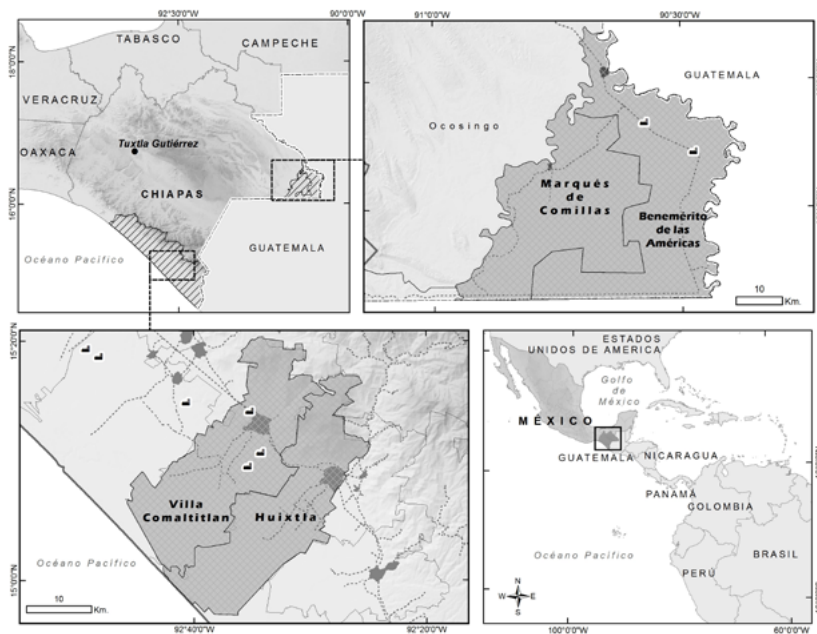 92°30'0"W
90°0'0"W
18°0'0"N
16°0'0"N
TABASCO
CAMPECHE
VERACRUZ
OAXACA
Tuxtla Gutiérrez
CHIAPAS
Océano Pacífico
GUATEMALA
91°0'0"W
90°30'0"W
GUATEMALA
Ocosingo
Marqués
de
Comillas
Benemérito
de las
Américas
10
Km.
15°20'0"N
15°0'0"N
Villa
Comaltitlan
Huixtla
Océano Pacífico
10
Km.
92°40'0"W
92°20'0"W
ESTADOS
UNIDOS DE AMERICA
Golfo
de
México
MÉXICO
GUATEMALA
NICARAGUA
PANAMÁ
COLOMBIA
Océano Pacífico
BRASIL
PERÚ
N
W
E
S
100°0'0"W
60°0'0"W